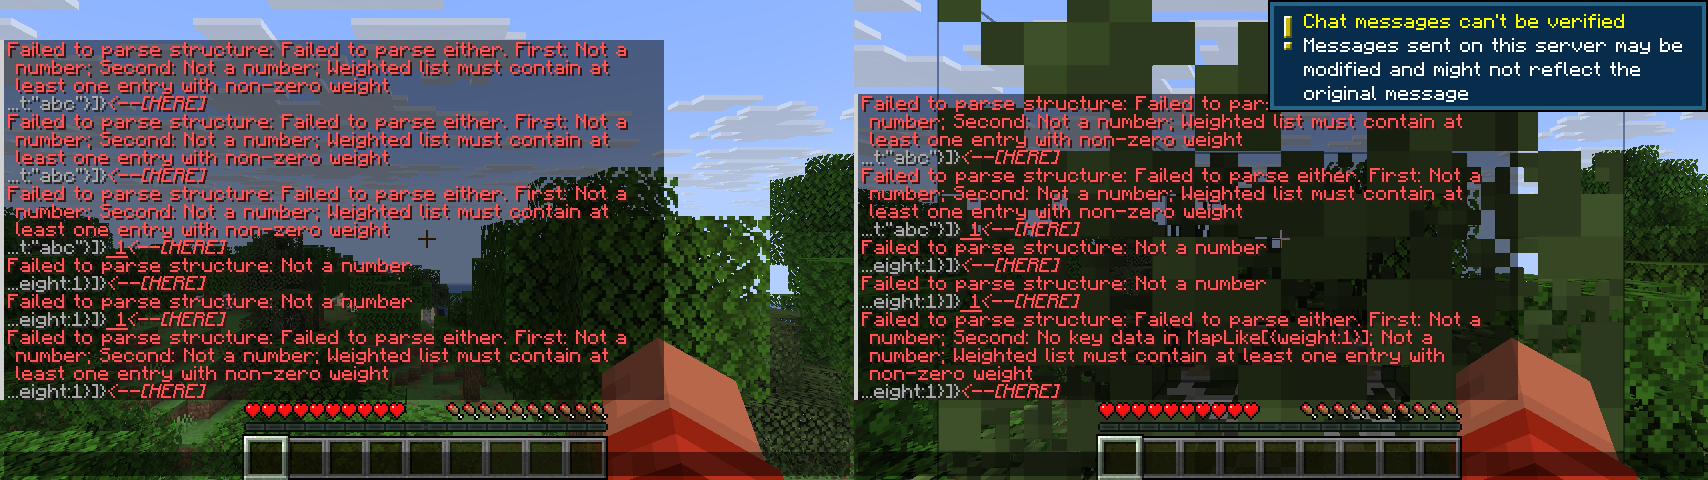 Failed to parse structure: Failed to parse either. First: Not a
number; Second: Not a number; Weighted list must contain at
least one entry with non-zero weight
...t:"abc"}]}<--[HERE]
Failed to parse structure: Failed to parse either. First: Not a
number; Second: Not a number; Weighted list must contain at
least one entry with non-zero weight
...t:"abc"}]}<--[HERE]
Failed to parse structure: Failed to parse either. First: Not a
number; Second: Not a number; Weighted list must contain at
least one entry with non-zero weight
...t:"abc"}]} 1<--[HERE]
Failed to parse structure: Not a number
...eight:1}]}<--[HERE]
Failed to parse structure: Not a number
...eight:1}]} 1<--[HERE]
Failed to parse structure: Failed to parse either. First: Not a
number; Second: Not a number; Weighted list must contain at
least one entry with non-zero weight
...eight:1}]}<--[HERE]
Chat messages can't be verified
Messages sent on this server may be
modified and might not reflect the
original message
Failed to parse structure: Failed to par
number; Second: Not a number; Weighted list must contain at
least one entry with non-zero weight
...t:"abc"}]}<--[HERE]
Failed to parse structure: Failed to parse either. First: Not a
number; Second: Not a number; Weighted list must contain at
least one entry with non-zero weight
...t:"abc"}]} 1<--[HERE]
Failed to parse structure: Not a number
...eight:1}]}<--[HERE]
Failed to parse structure: Not a number
...eight:1}]} 1<--[HERE]
Failed to parse structure: Failed to parse either. First: Not a
number; Second: No key data in MapLike[{weight:1}]; Not a
number; Weighted list must contain at least one entry with
non-zero weight
...eight:1}]}<--[HERE]